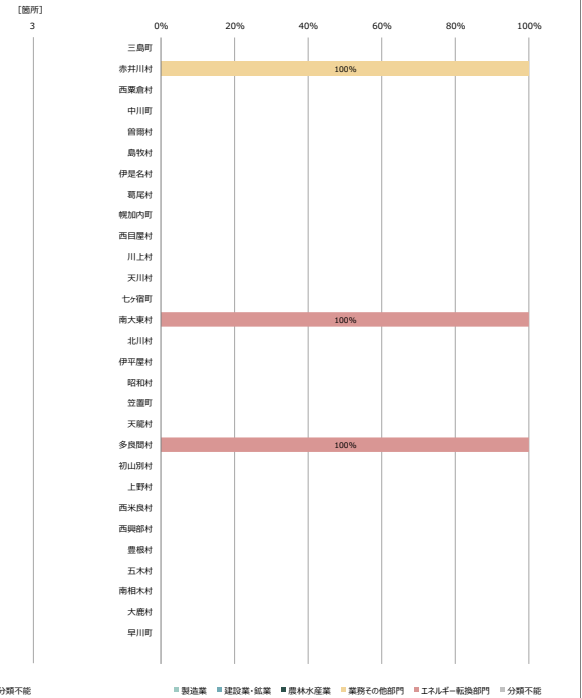 [箇所]
3 0% 20% 40% 60% 80% 100%
三島町
赤井川村 100%
西粟倉村
中川町
曽爾村
島牧村
伊是名村
葛尾村
幌加内町
西目屋村
川上村
天川村
七ヶ宿町
南大東村 100%
北川村
伊平屋村
昭和村
笠置町
天龍村
多良間村 100%
初山別村
上野村
西米良村
西興部村
豊根村
五木村
南相木村
大鹿村
早川町
分類不能 製造業 建設業・鉱業 農林水産業 業務その他部門 エネルギー転換部門 分類不能